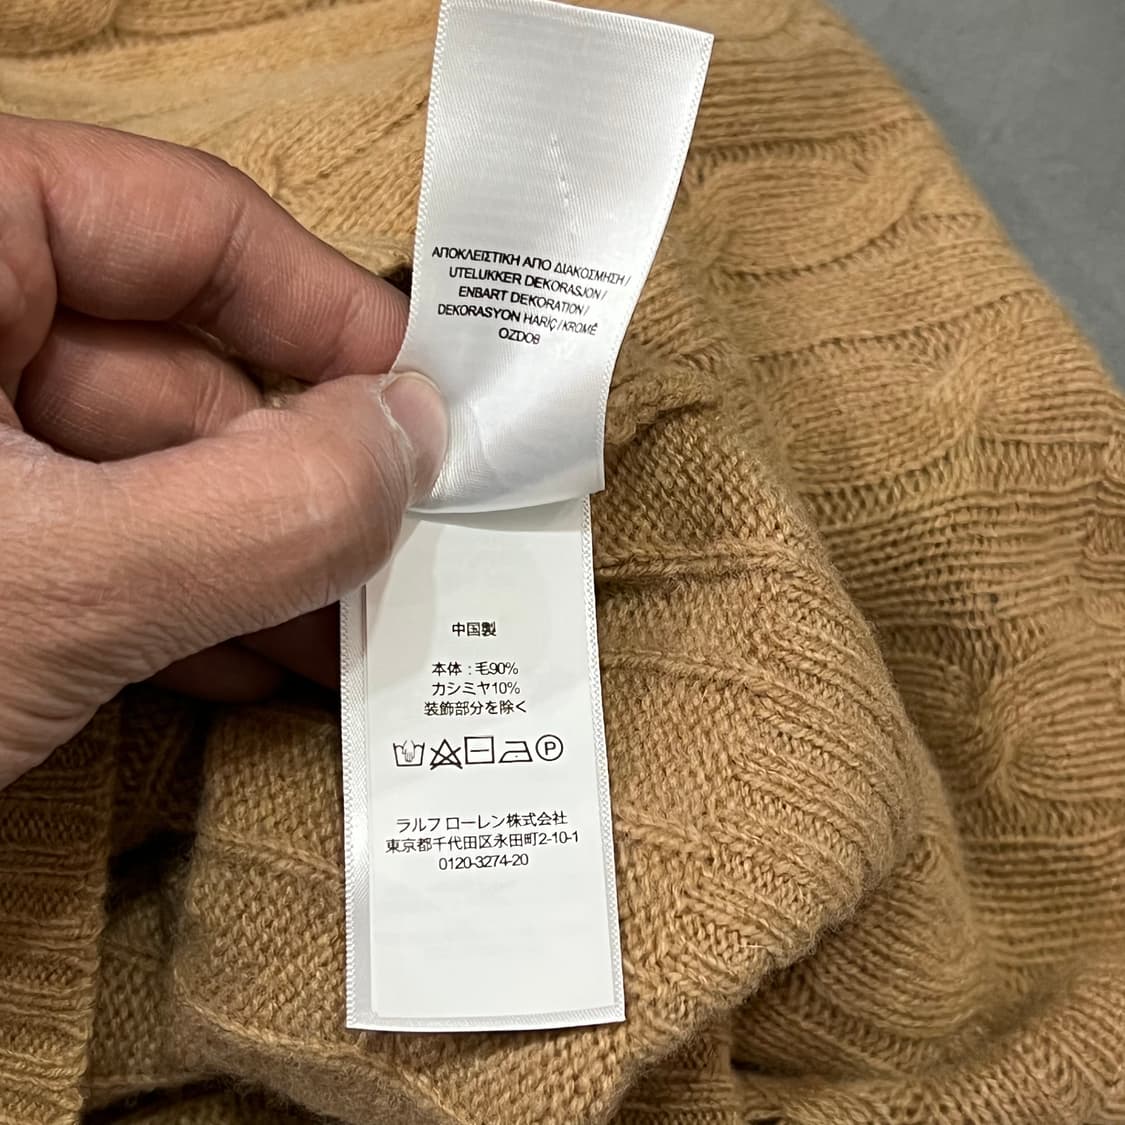 ΑΠΟΚΛΕΙΣΤΙΚΗ ΑΠΟ ΔΙΑΚΟΣΜΗΣΗ /
UTELUKKER DEKORASJON /
ENBART DEKORATION /
DEKORASYON HARİÇ / KROMĚ
OZDOB
中国製
本体 : 毛90%
カシミヤ10%
装飾部分を除く
P
ラルフ ローレン株式会社
東京都千代田区永田町2-10-1
0120-3274-20